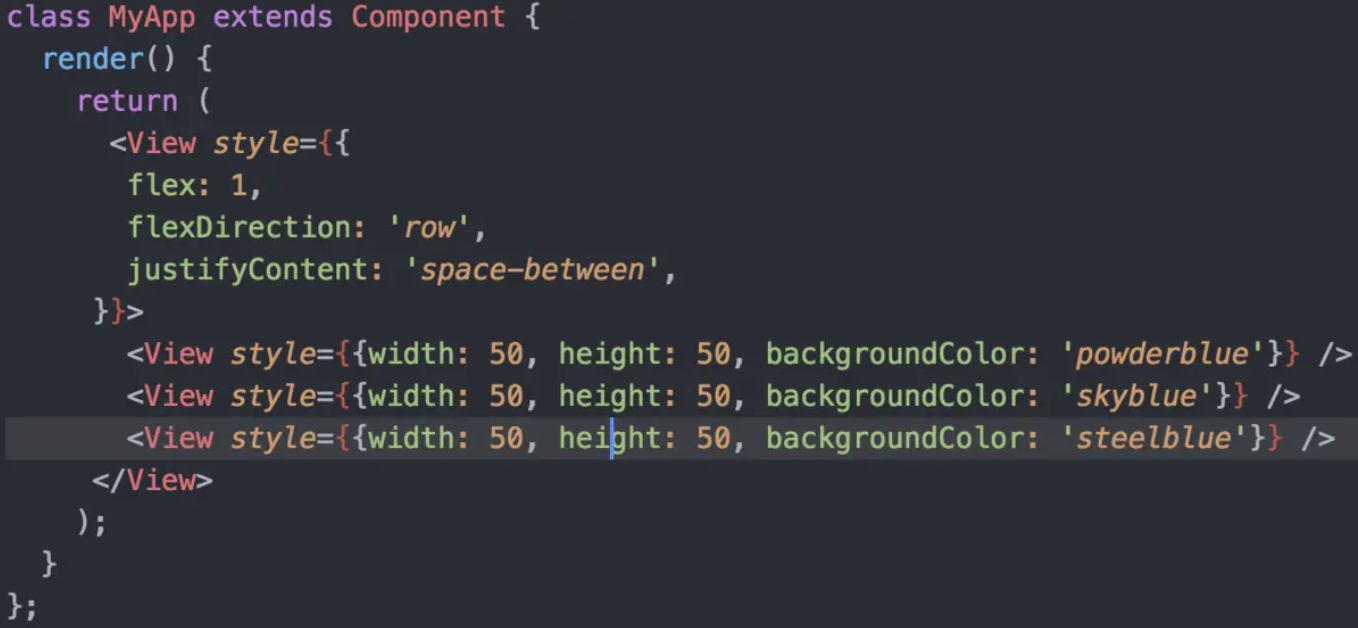 class MyApp extends Component {
  render() {
    return (
      <View style={{
       flex: 1,
       flexDirection: 'row',
       justifyContent: 'space-between',
     }}>
       <View style={{width: 50, height: 50, backgroundColor: 'powderblue'}} />
       <View style={{width: 50, height: 50, backgroundColor: 'skyblue'}} />
       <View style={{width: 50, height: 50, backgroundColor: 'steelblue'}} />
     </View>
    );
  }
};